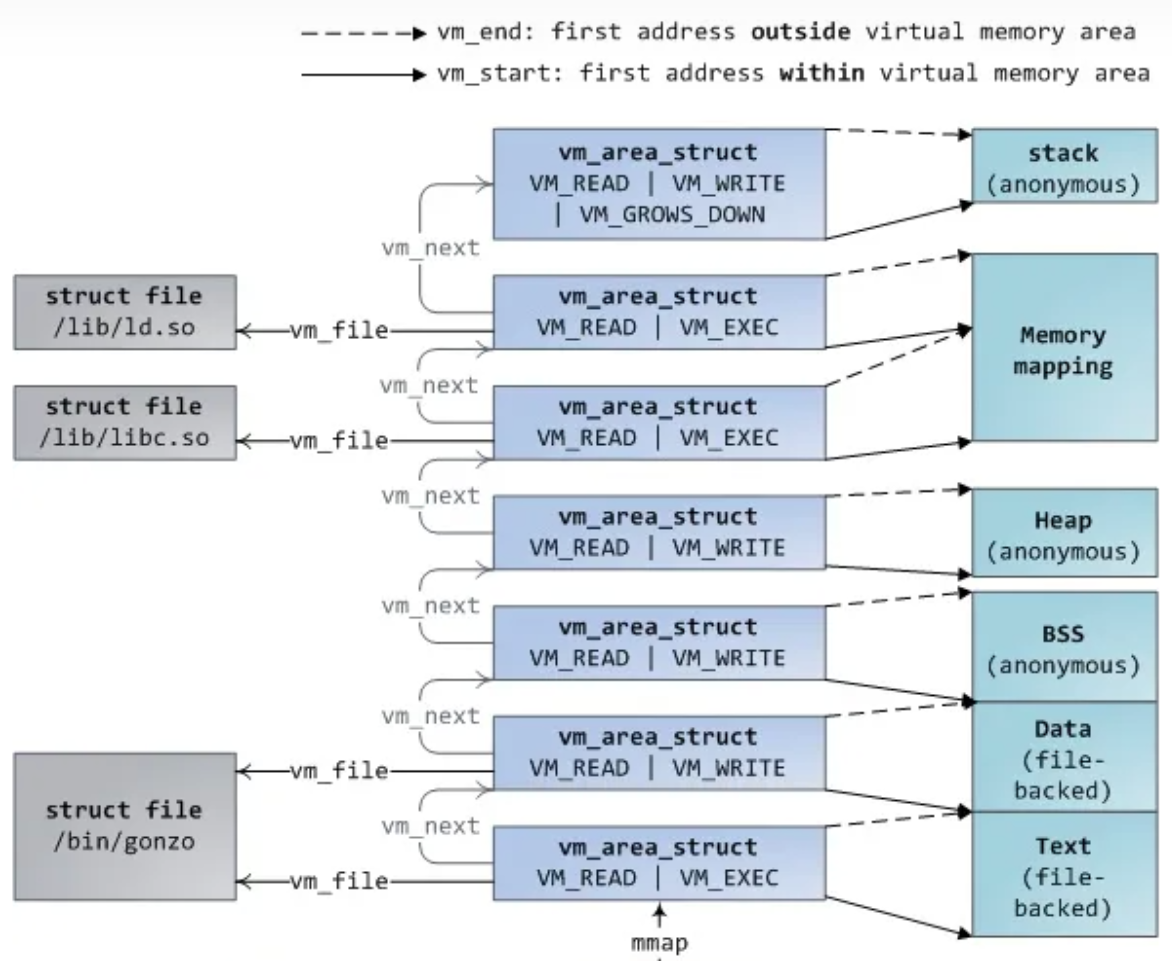 vm_end: first address outside virtual memory area
vm_start: first address within virtual memory area
vm_area_struct
VM_READ | VM_WRITE
| VM_GROWS_DOWN
stack
(anonymous)
vm_next
struct file
/lib/ld.so
vm_file
vm_area_struct
VM_READ | VM_EXEC
Memory
mapping
vm_next
struct file
/lib/libc.so
vm_file
vm_area_struct
VM_READ | VM_EXEC
vm_next
vm_area_struct
VM_READ | VM_WRITE
Heap
(anonymous)
vm_next
vm_area_struct
VM_READ | VM_WRITE
BSS
(anonymous)
vm_next
vm_file
vm_area_struct
VM_READ | VM_WRITE
Data
(file-
backed)
struct file
/bin/gonzo
vm_next
vm_file
vm_area_struct
VM_READ | VM_EXEC
Text
(file-
backed)
mmap